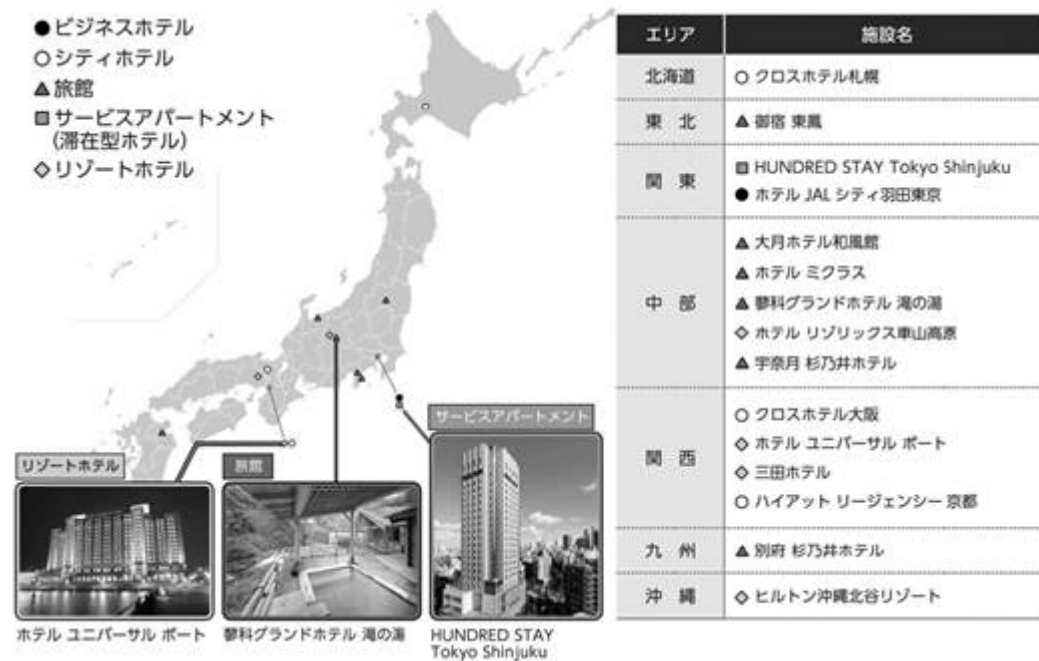 ●ビジネスホテル
○シティホテル
▲旅館
■サービスアパートメント
(滞在型ホテル)
◇リゾートホテル
エリア 施設名
北海道 ○ クロスホテル札幌
東 北 ▲ 御宿 東鳳
関 東
■ HUNDRED STAY Tokyo Shinjuku
● ホテル JAL シティ羽田東京
中 部
▲ 大月ホテル和風館
▲ ホテル ミクラス
▲ 蓼科グランドホテル 滝の湯
◇ ホテル リゾリックス車山高原
▲ 宇奈月 杉乃井ホテル
関 西
○ クロスホテル大阪
◇ ホテル ユニバーサル ポート
◇ 三田ホテル
○ ハイアット リージェンシー 京都
九 州 ▲ 別府 杉乃井ホテル
沖 縄 ◇ ヒルトン沖縄北谷リゾート
リゾートホテル
旅館
サービスアパートメント
ホテル ユニバーサル ポート
蓼科グランドホテル 滝の湯
HUNDRED STAY
Tokyo Shinjuku